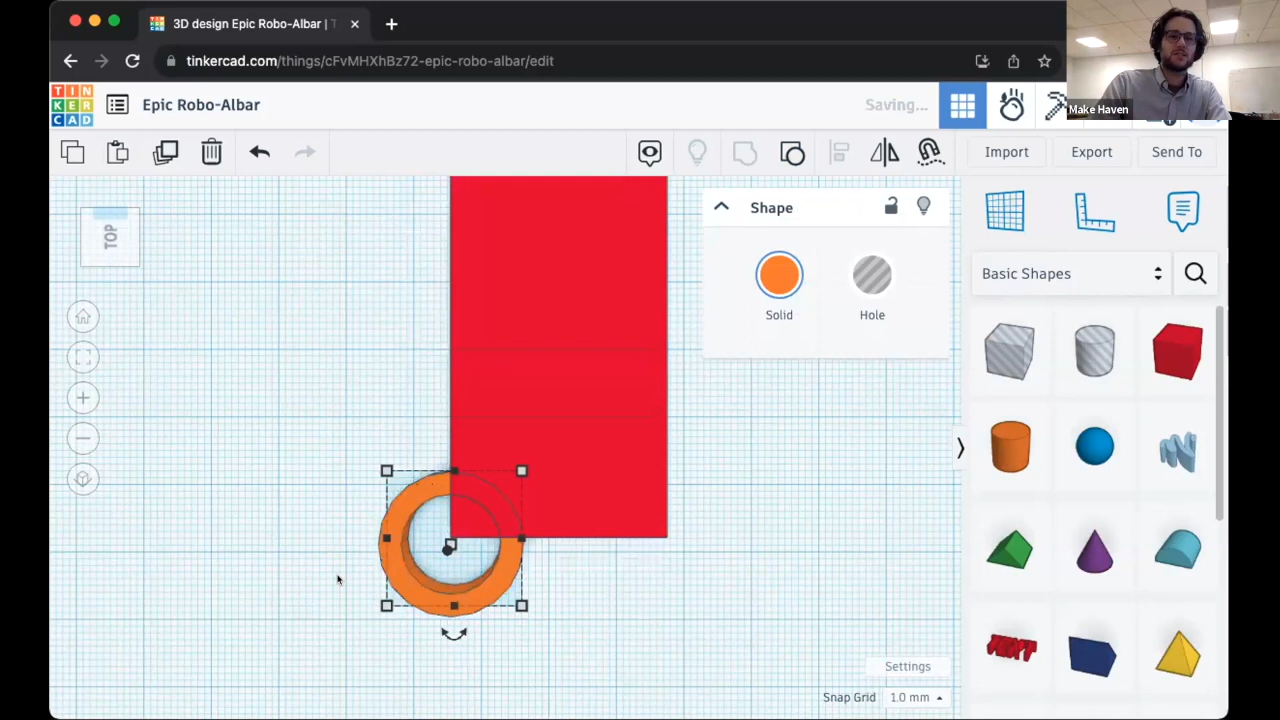 3D design Epic Robo-Albar | T
tinkercad.com/things/cFvMHXhBz72-epic-robo-albar/edit
Make Haven
TIN
KER
CAD
Epic Robo-Albar
Saving...
Import
Export
Send To
TOP
Shape
Solid
Hole
Basic Shapes
TEXT
Settings
Snap Grid
1.0 mm